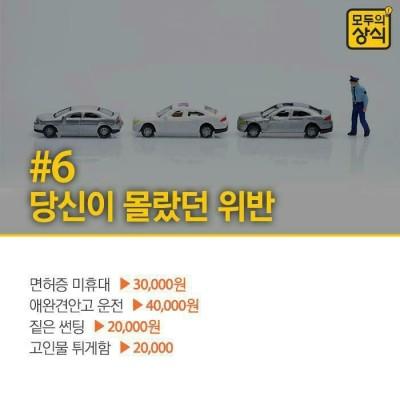 모두의
상식
#6
당신이 몰랐던 위반
면허증 미휴대 ▶30,000원
애완견안고 운전 ▶40,000원
짙은 썬팅 ▶20,000원
고인물 튀게함 ▶20,000